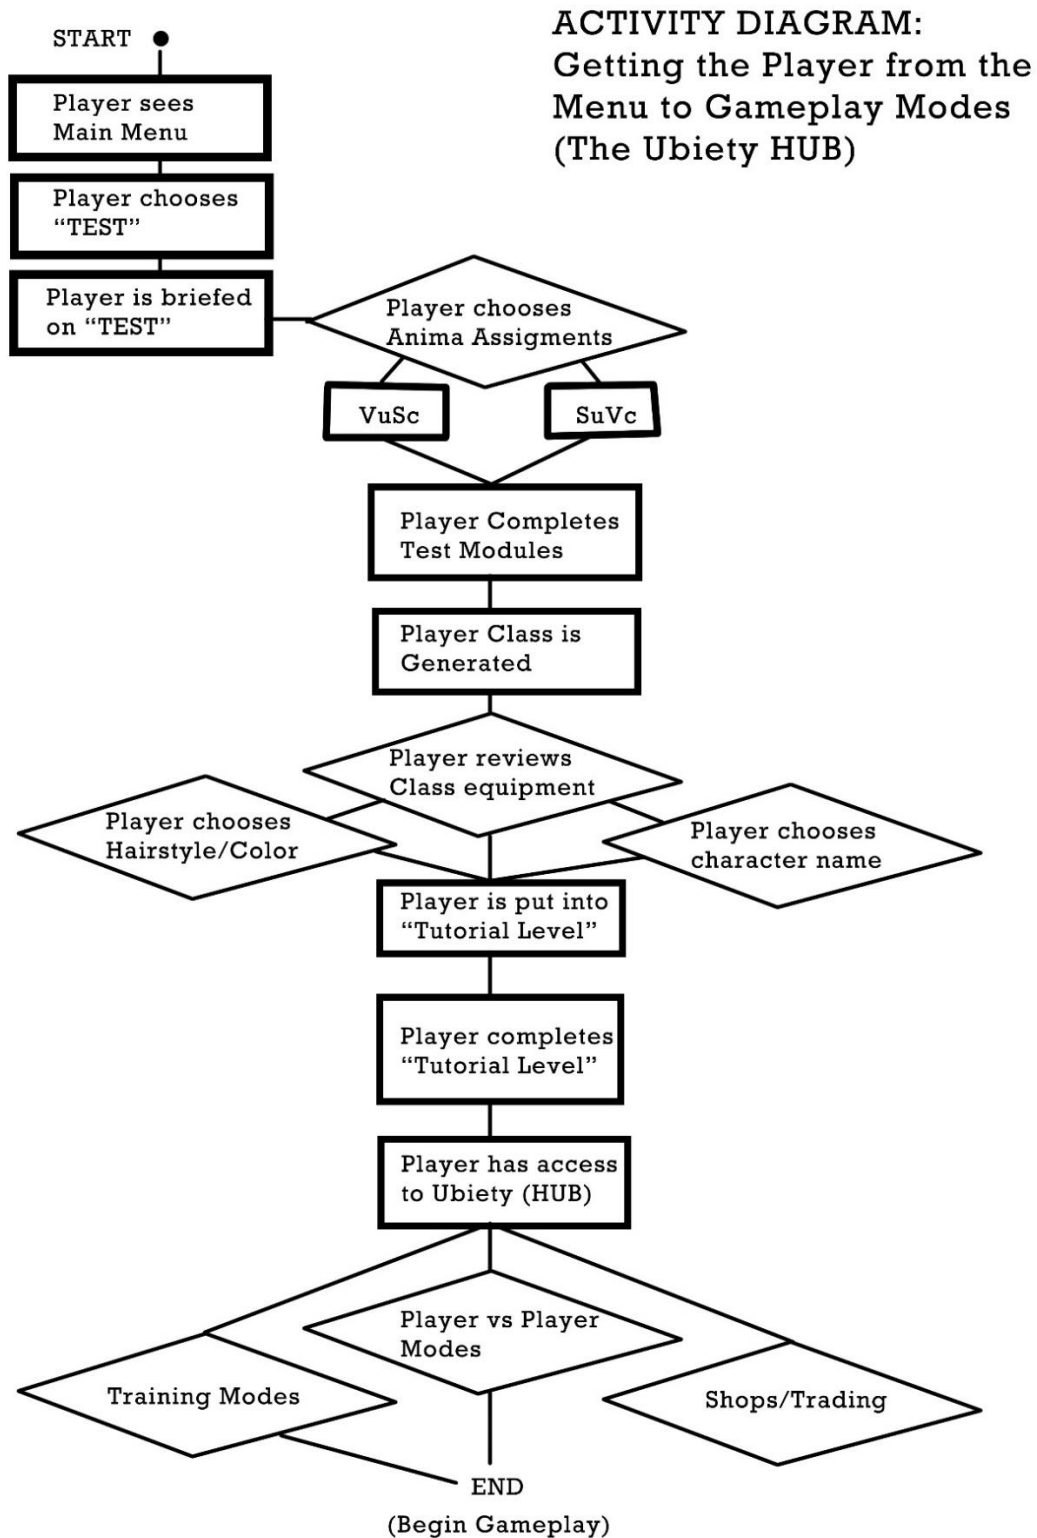 START
ACTIVITY DIAGRAM:
Getting the Player from the
Menu to Gameplay Modes
(The Ubiety HUB)
Player sees
Main Menu
Player chooses
“TEST”
Player is briefed
on “TEST”
Player chooses
Anima Assigments
VuSc
SuVc
Player Completes
Test Modules
Player Class is
Generated
Player reviews
Class equipment
Player chooses
Hairstyle/Color
Player chooses
character name
Player is put into
“Tutorial Level”
Player completes
“Tutorial Level”
Player has access
to Ubiety (HUB)
Player vs Player
Modes
Training Modes
Shops/Trading
END
(Begin Gameplay)